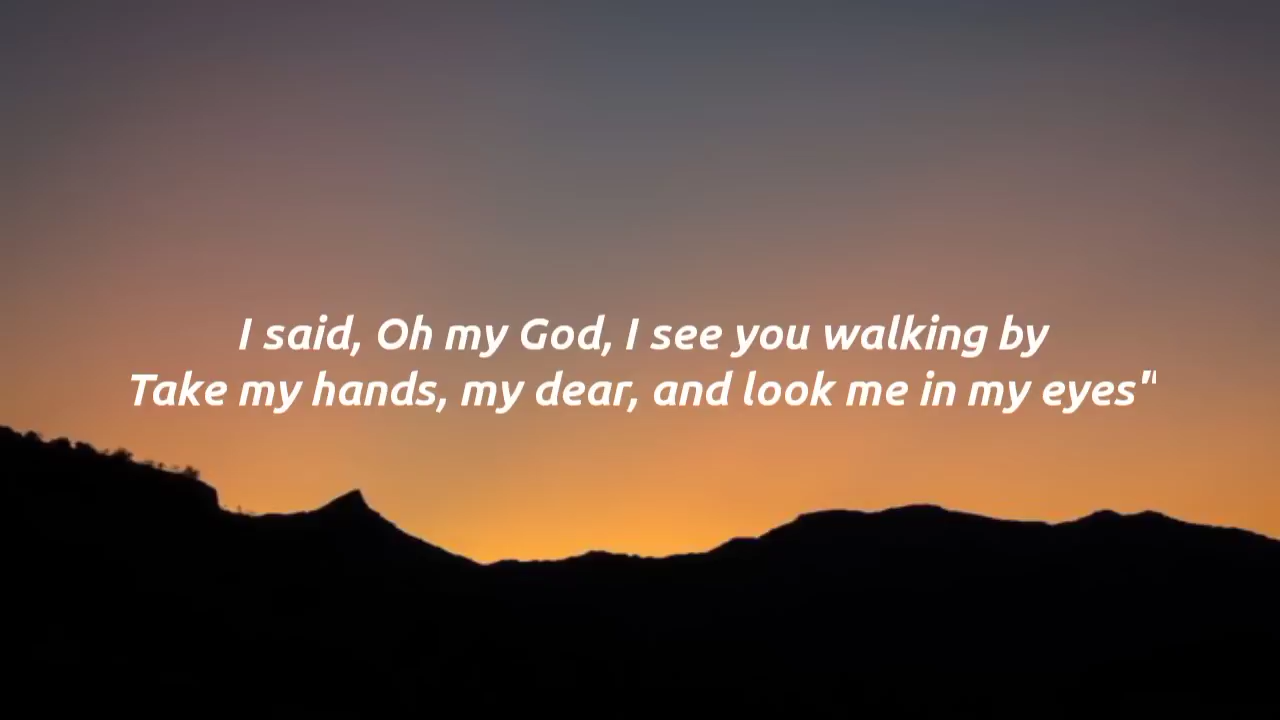 I said, Oh my God, I see you walking by
Take my hands, my dear, and look me in my eyes"